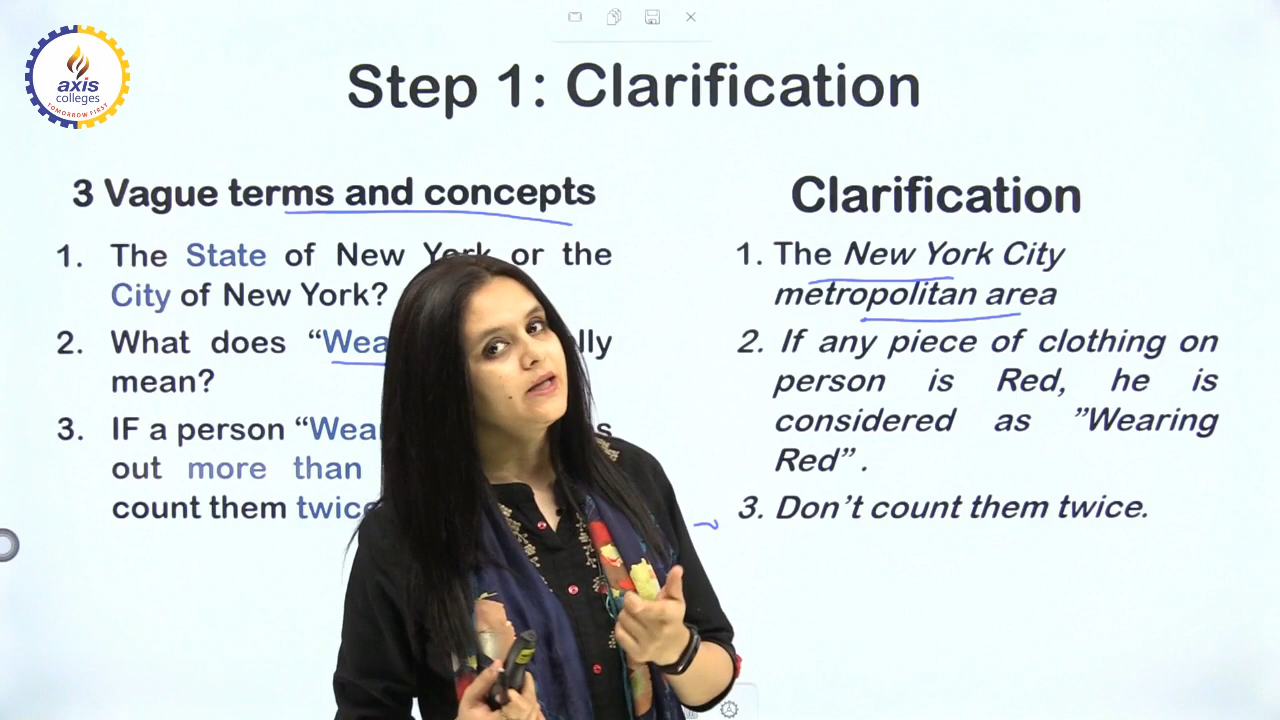 axis
colleges
TOMORROW FIRST
Step 1: Clarification
3 Vague terms and concepts
1. The State of New York or the
City of New York?
2. What does “
mean?
3. IF a person “
out more than
count them
Clarification
1. The New York City
metropolitan area
2. If any piece of clothing on
person is Red, he is
considered as ”Wearing
Red” .
3. Don’t count them twice.